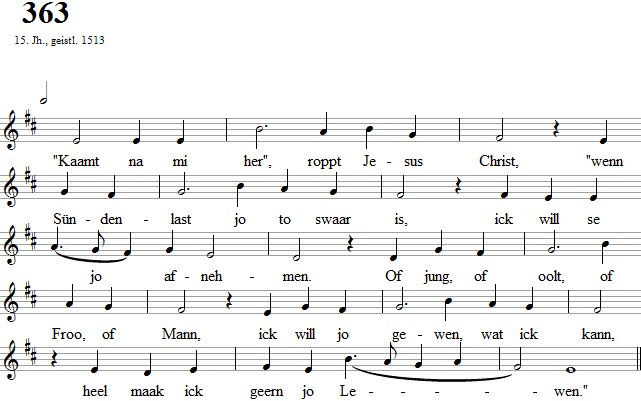 363
15. Jh., geistl. 1513
"Kaamt na mi her", roppt Je - sus Christ, "wenn
Sün - den - last jo to swaar is, ick will se
jo af - neh - men. Of jung, of oolt, of
Froo, of Mann, ick will jo ge - wen, wat ick kann,
heel maak ick geern jo Le - - - - wen."